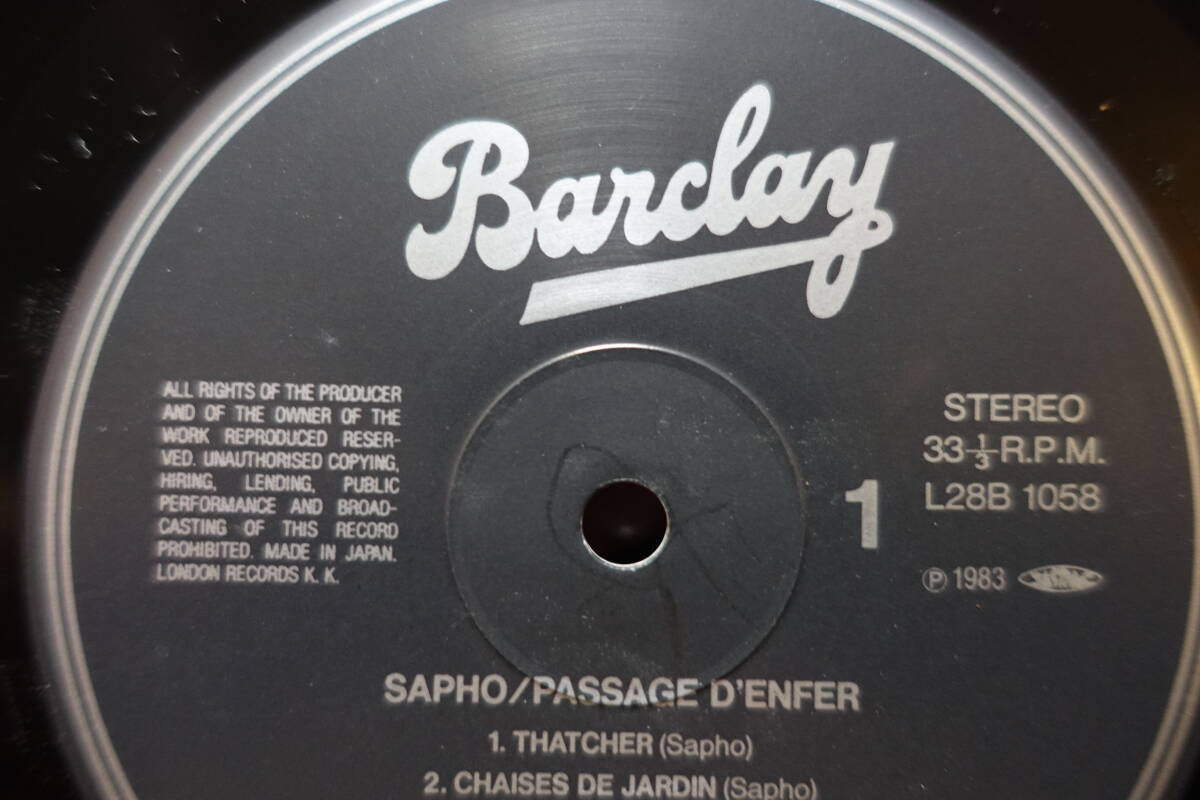 Barclay
ALL RIGHTS OF THE PRODUCER
AND OF THE OWNER OF THE
WORK REPRODUCED RESER-
VED. UNAUTHORISED COPYING,
HIRING, LENDING, PUBLIC
PERFORMANCE AND BROAD-
CASTING OF THIS RECORD
PROHIBITED. MADE IN JAPAN.
LONDON RECORDS K. K.
STEREO
33⅓ R.P.M.
L28B 1058
1
Ⓟ 1983
SAPHO/PASSAGE D'ENFER
1. THATCHER (Sapho)
2. CHAISES DE JARDIN (Sapho)